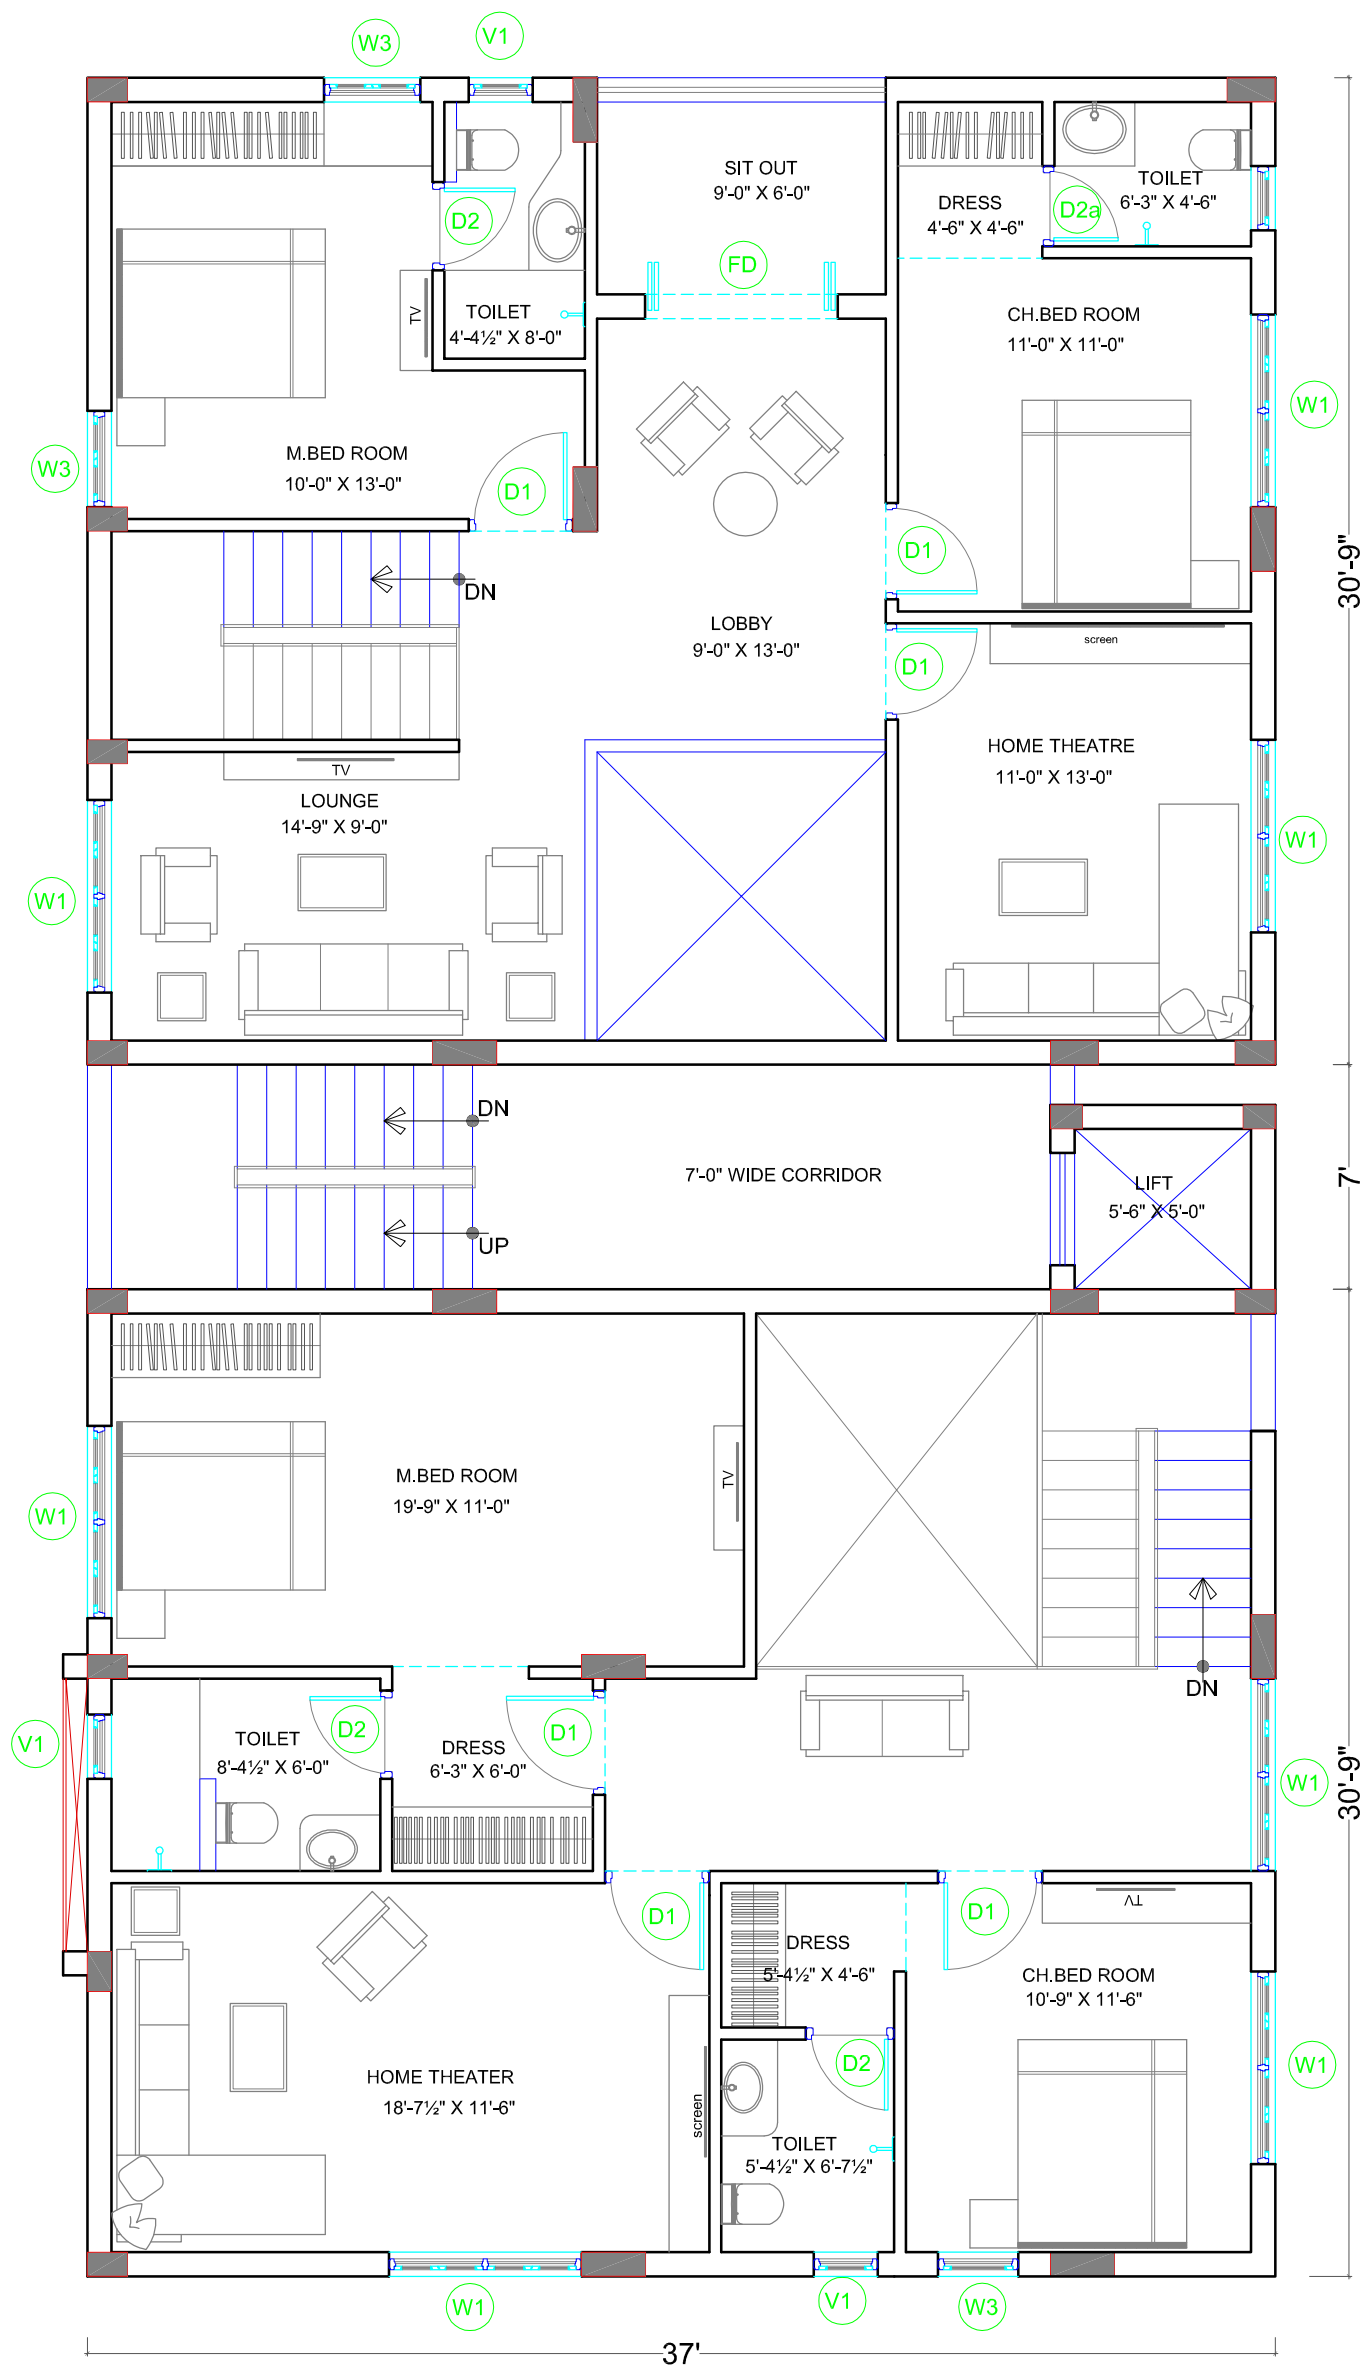 W3
V1
SIT OUT
9'-0" X 6'-0"
DRESS
4'-6" X 4'-6"
TOILET
6'-3" X 4'-6"
D2
D2a
FD
TOILET
4'-4½" X 8'-0"
TV
CH.BED ROOM
11'-0" X 11'-0"
W1
M.BED ROOM
10'-0" X 13'-0"
W3
D1
D1
30'-9"
DN
LOBBY
9'-0" X 13'-0"
screen
D1
HOME THEATRE
11'-0" X 13'-0"
TV
LOUNGE
14'-9" X 9'-0"
W1
W1
DN
7'-0" WIDE CORRIDOR
LIFT
5'-6" X 5'-0"
7'
UP
M.BED ROOM
19'-9" X 11'-0"
TV
W1
DN
TOILET
8'-4½" X 6'-0"
D2
DRESS
6'-3" X 6'-0"
D1
V1
W1
30'-9"
D1
DRESS
5'-4½" X 4'-6"
D1
TV
CH.BED ROOM
10'-9" X 11'-6"
D2
W1
HOME THEATER
18'-7½" X 11'-6"
screen
TOILET
5'-4½" X 6'-7½"
W1
V1
W3
37'